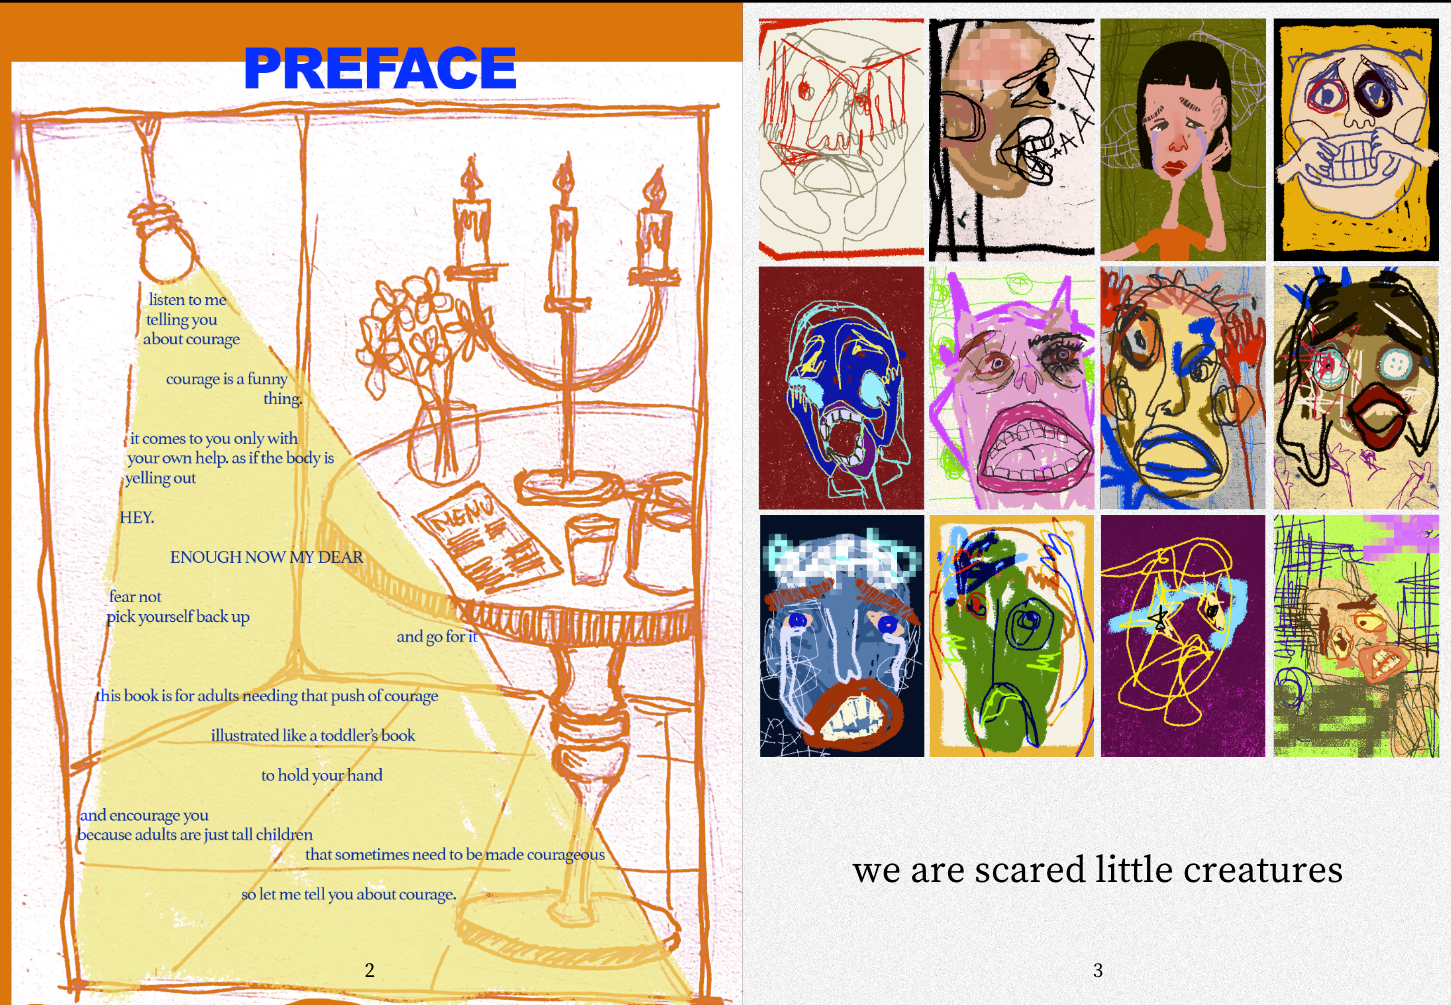 PREFACE
listen to me
telling you
about courage
courage is a funny
thing.
it comes to you only with
your own help. as if the body is
yelling out
HEY.
ENOUGH NOW MY DEAR
fear not
pick yourself back up
and go for it
this book is for adults needing that push of courage
illustrated like a toddler's book
to hold your hand
and encourage you
because adults are just tall children
that sometimes need to be made courageous
so let me tell you about courage.
MENU
2
AAAAAA
we are scared little creatures
3